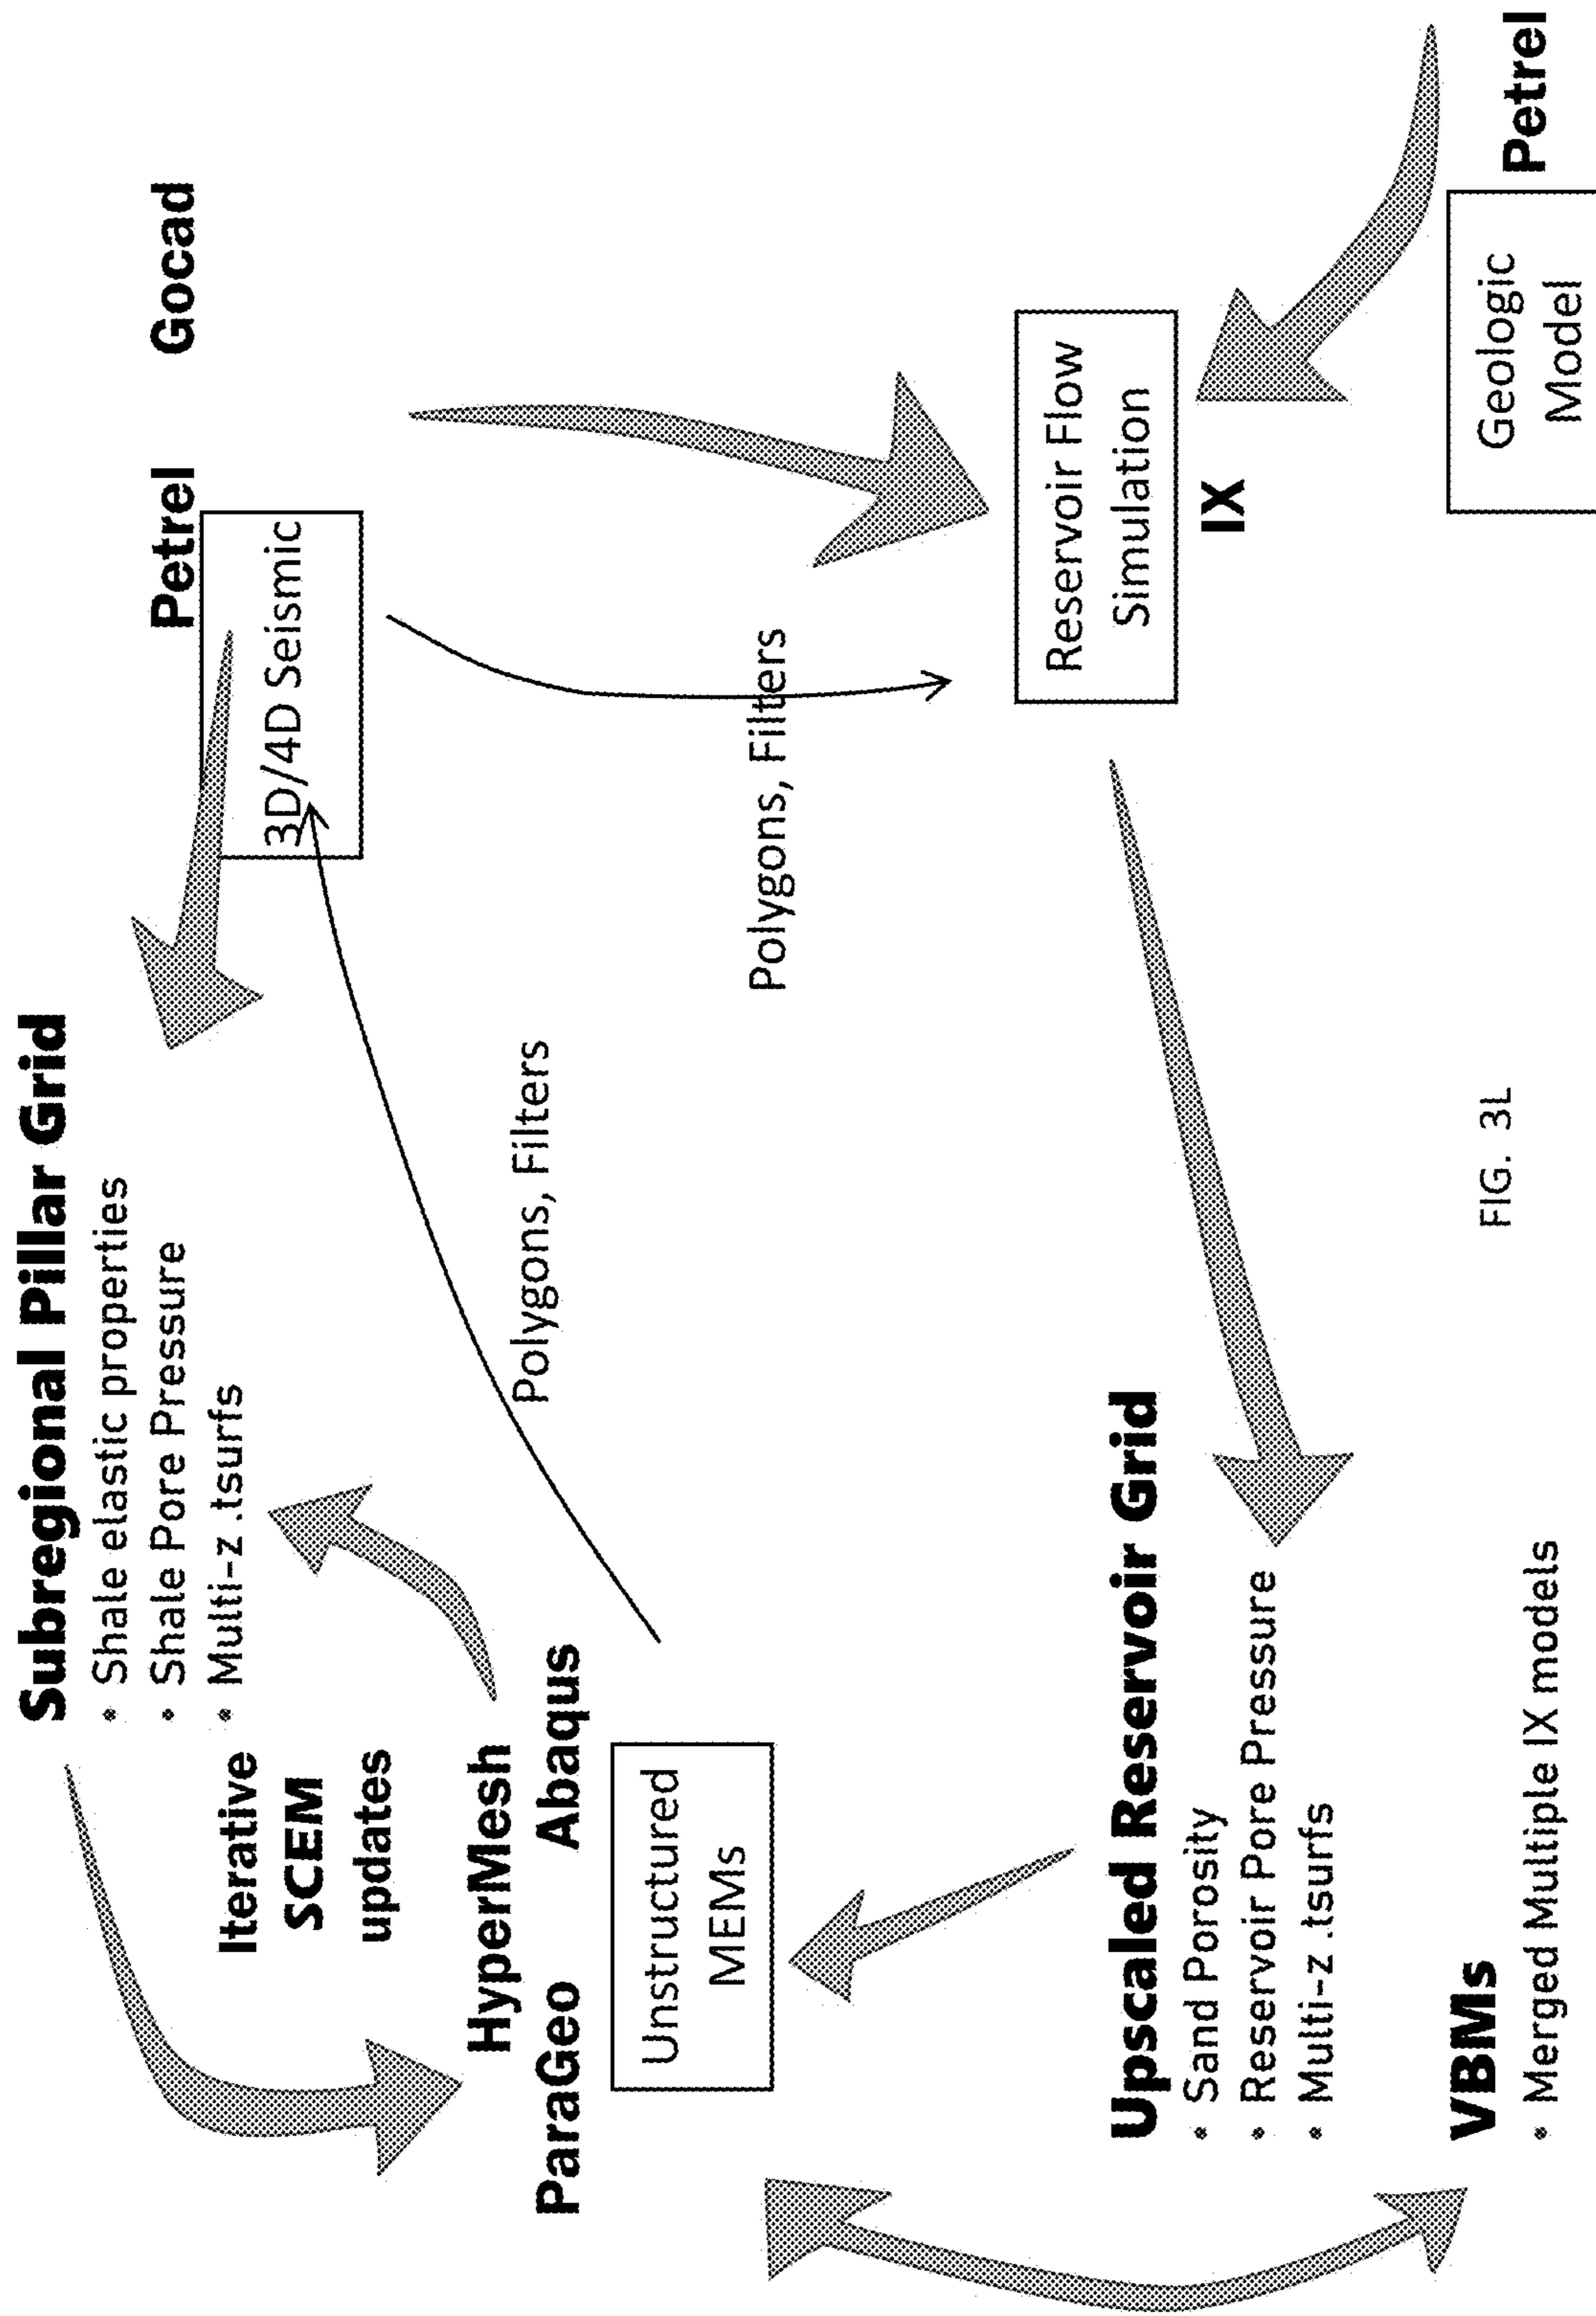 Subregional Pillar Grid
• Shale elastic properties
• Shale Pore Pressure
• Multi-z .tsurfs
Petrel
Gocad
3D/4D Seismic
Iterative
SCEM
updates
HyperMesh
ParaGeo
Abaqus
Unstructured
MEMs
Polygons, Filters
Polygons, Filters
Reservoir Flow
Simulation
IX
Upscaled Reservoir Grid
• Sand Porosity
• Reservoir Pore Pressure
• Multi-z .tsurfs
VBMs
• Merged Multiple IX models
Petrel
Geologic
Model
FIG. 3L